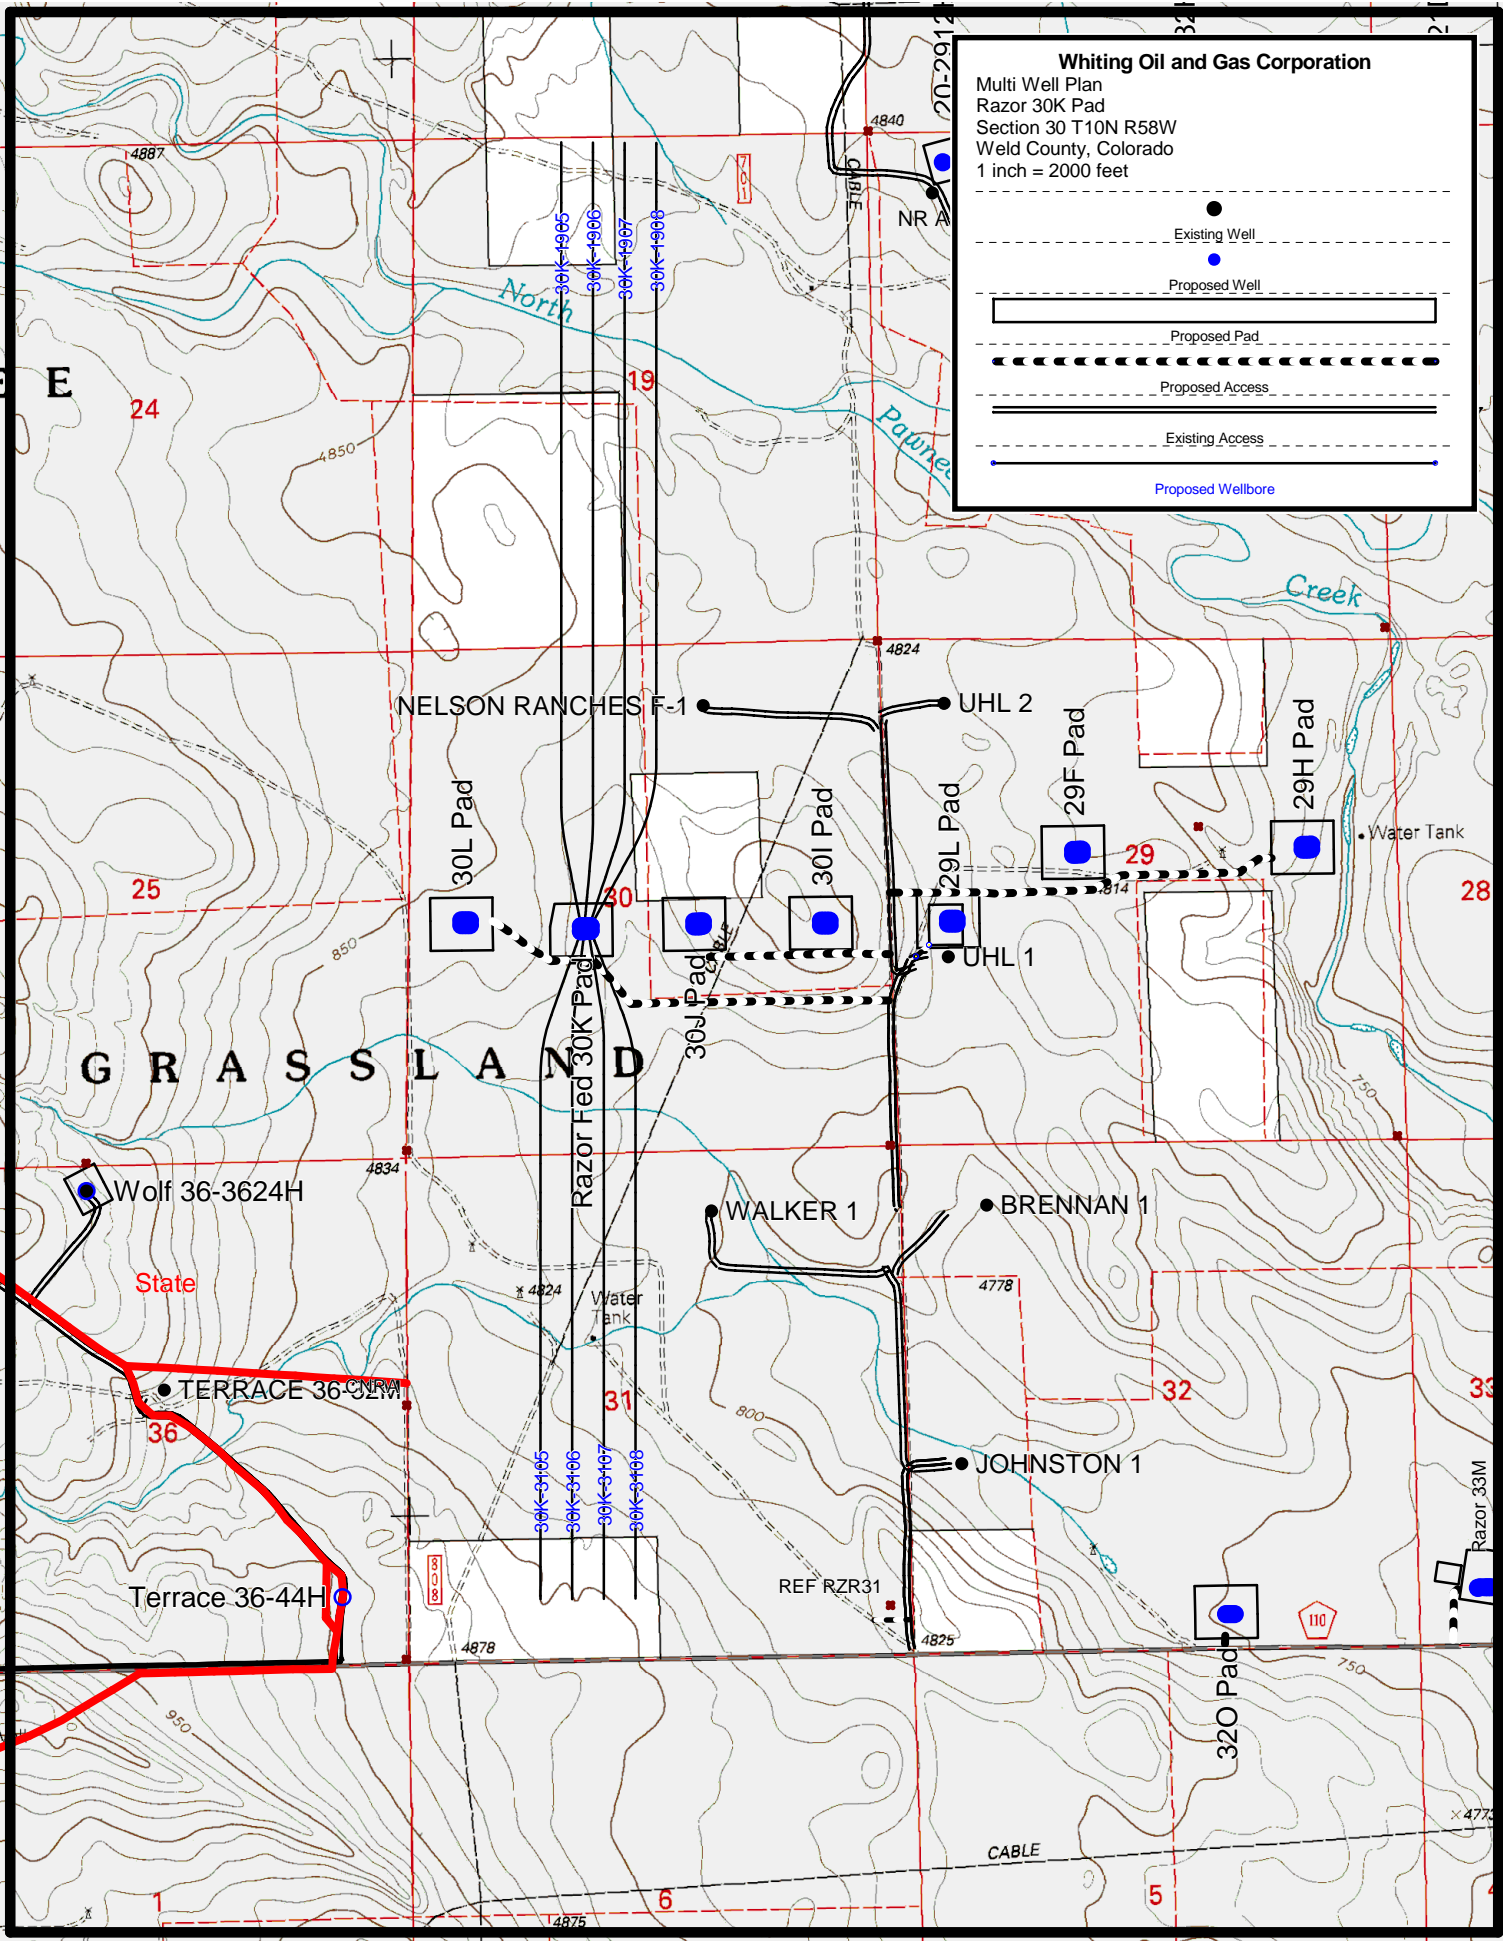 Whiting Oil and Gas Corporation
Multi Well Plan
Razor 30K Pad
Section 30 T10N R58W
Weld County, Colorado
1 inch = 2000 feet
Existing Well
Proposed Well
Proposed Pad
Proposed Access
Existing Access
Proposed Wellbore
4840
4887
701
CABLE
NR A
30K-1905
30K-1906
30K-1907
30K-1908
North
E
19
24
4850
Pawnee
Creek
4824
NELSON RANCHES F-1
UHL 2
30L Pad
30I Pad
29L Pad
29F Pad
29H Pad
Water Tank
29
25
30
28
850
UHL 1
Razor Fed 30K Pad
30J Pad
GRASSLAND
750
4834
Wolf 36-3624H
WALKER 1
BRENNAN 1
State
4824
Water
Tank
4778
TERRACE 36-32M
CNRA
31
32
33
36
800
30K-3105
30K-3106
30K-3107
30K-3108
JOHNSTON 1
Razor 33M
808
Terrace 36-44H
REF RZR31
110
4878
4825
750
32O Pad
950
4773
CABLE
1
6
5
4875